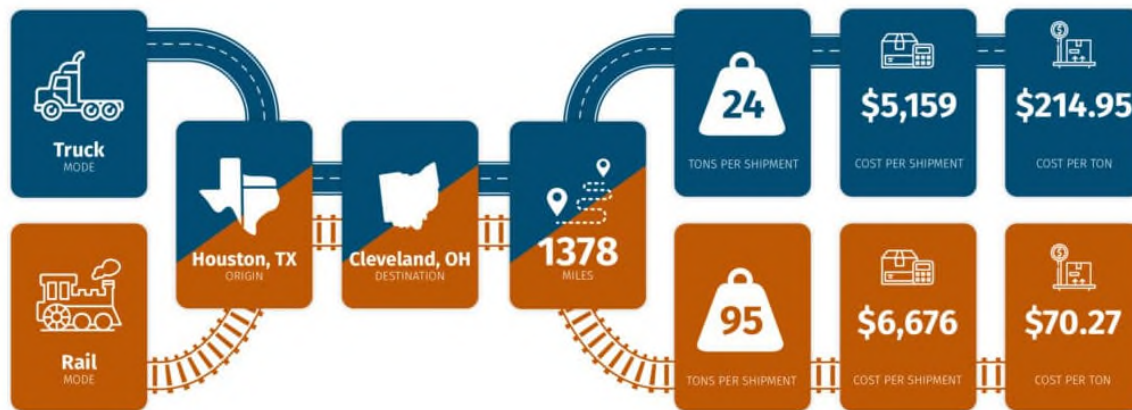 Truck
MODE
Houston, TX
ORIGIN
Cleveland, OH
DESTINATION
1378
MILES
24
TONS PER SHIPMENT
$5,159
COST PER SHIPMENT
$214.95
COST PER TON
Rail
MODE
95
TONS PER SHIPMENT
$6,676
COST PER SHIPMENT
$70.27
COST PER TON